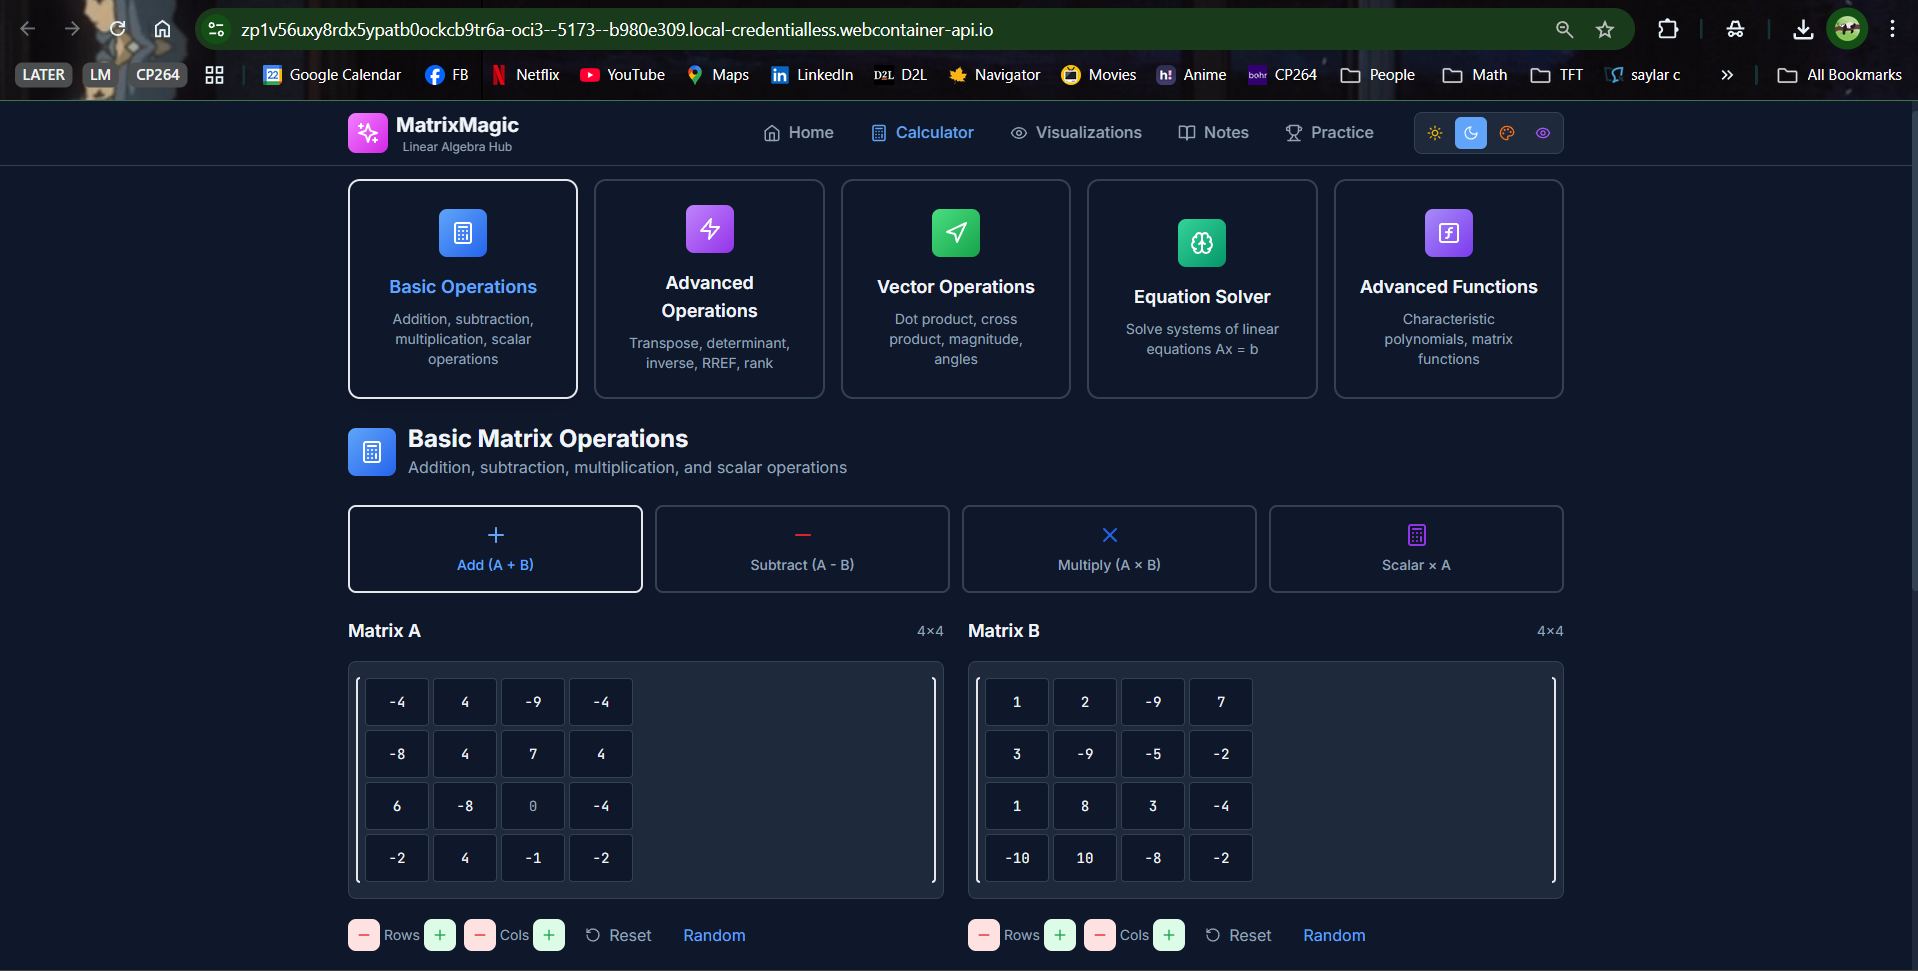 zp1v56uxy8rdx5ypatb0ockcb9tr6a-oci3--5173--b980e309.local-credentialless.webcontainer-api.io
LATER LM CP264 22 Google Calendar FB Netflix YouTube Maps LinkedIn D2L D2L Navigator Movies h! Anime bohr CP264 People Math TFT saylar c » All Bookmarks
MatrixMagic
Linear Algebra Hub
Home Calculator Visualizations Notes Practice
Basic Operations
Addition, subtraction,
multiplication, scalar
operations
Advanced
Operations
Transpose, determinant,
inverse, RREF, rank
Vector Operations
Dot product, cross
product, magnitude,
angles
Equation Solver
Solve systems of linear
equations Ax = b
Advanced Functions
Characteristic
polynomials, matrix
functions
Basic Matrix Operations
Addition, subtraction, multiplication, and scalar operations
Add (A + B)
Subtract (A - B)
Multiply (A × B)
Scalar × A
Matrix A 4×4
-4 4 -9 -4
-8 4 7 4
6 -8 0 -4
-2 4 -1 -2
− Rows + − Cols + Reset Random
Matrix B 4×4
1 2 -9 7
3 -9 -5 -2
1 8 3 -4
-10 10 -8 -2
− Rows + − Cols + Reset Random